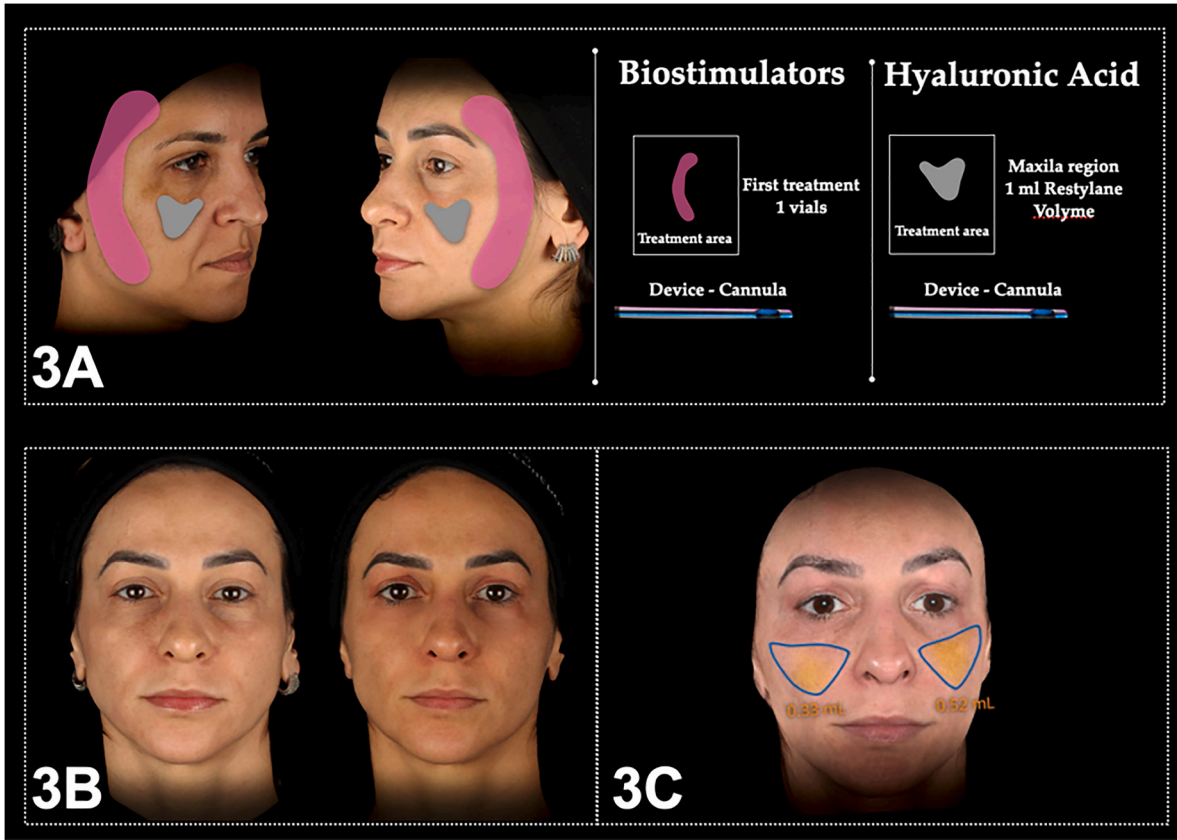 Biostimulators
Treatment area
First treatment
1 vials
Device - Cannula
Hyaluronic Acid
Treatment area
Maxila region
1 ml Restylane
Volyme
Device - Cannula
3A
3B
3C
0.33 mL
0.52 mL